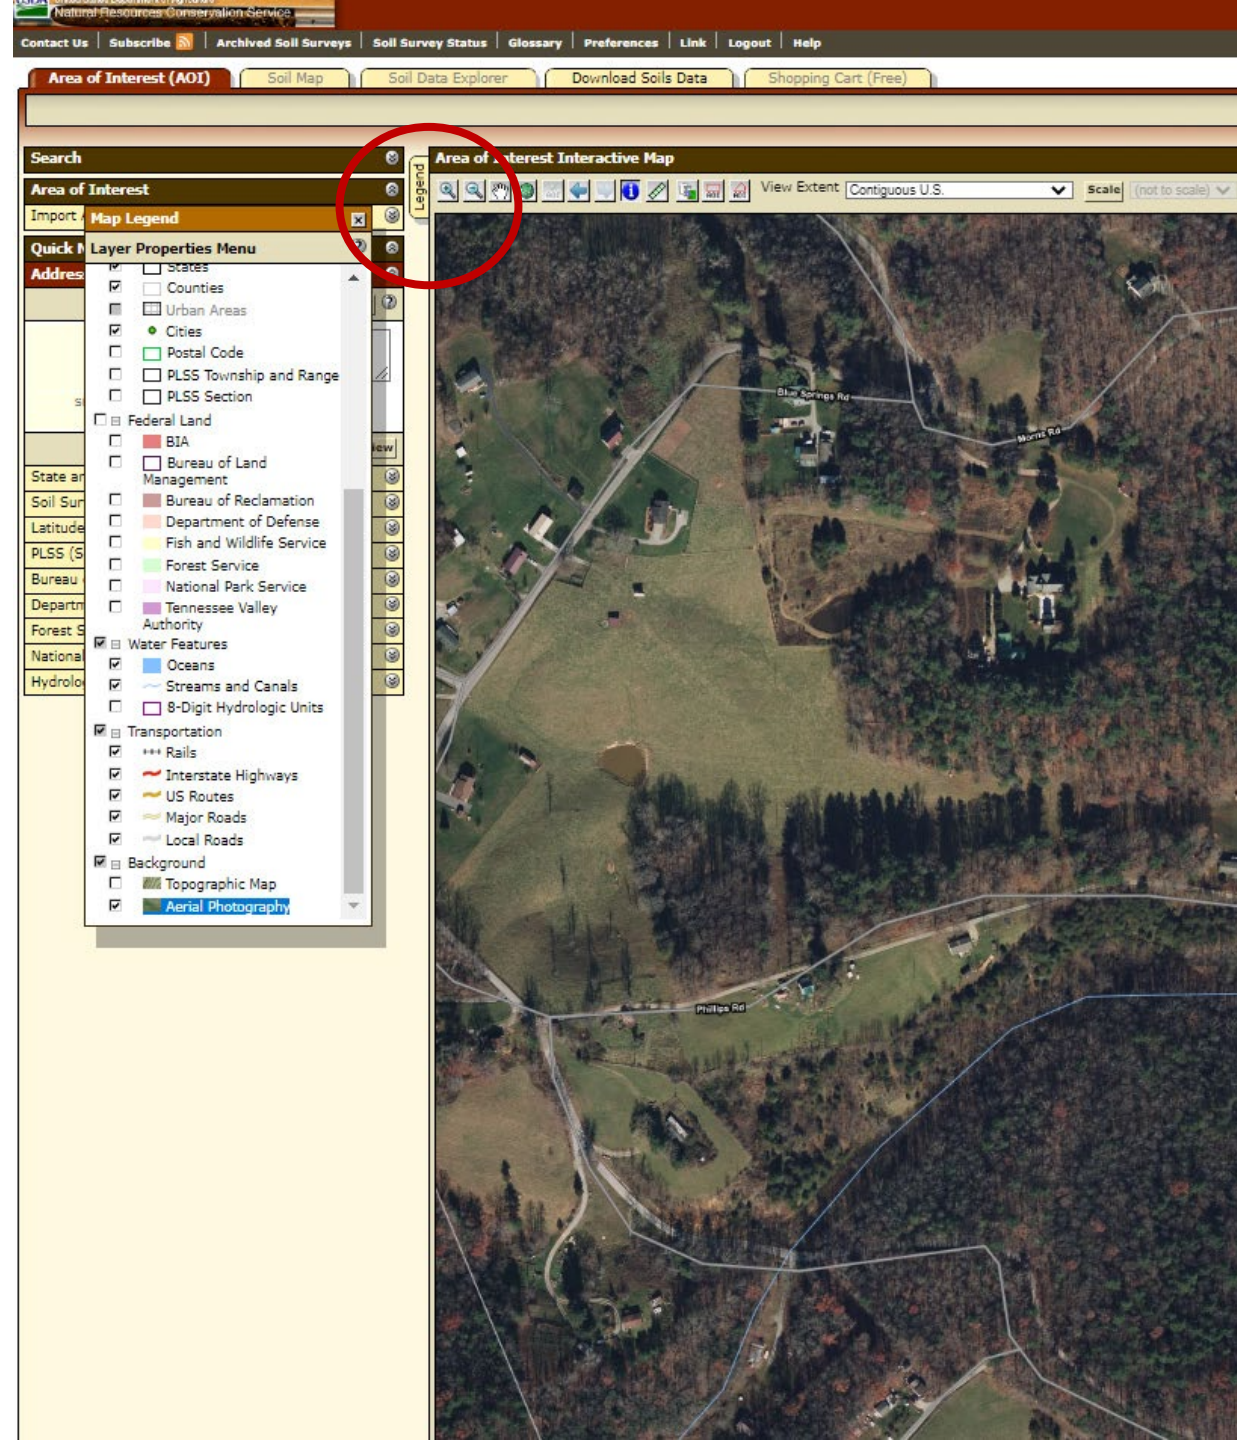 Natural Resources Conservation Service
Contact Us | Subscribe | Archived Soil Surveys | Soil Survey Status | Glossary | Preferences | Link | Logout | Help
Area of Interest (AOI) Soil Map Soil Data Explorer Download Soils Data Shopping Cart (Free)
Search
Legend
Area of Interest Interactive Map
Area of Interest
View Extent Contiguous U.S. Scale (not to scale)
Import
Map Legend
Quick
Layer Properties Menu
Addres
States
Counties
Urban Areas
Cities
Postal Code
PLSS Township and Range
PLSS Section
Federal Land
BIA
Bureau of Land
Management
State ar
Bureau of Reclamation
Soil Sur
Department of Defense
Latitude
Fish and Wildlife Service
PLSS (S
Forest Service
Bureau
National Park Service
Departm
Tennessee Valley
Authority
Forest S
Water Features
National
Oceans
Hydrolo
Streams and Canals
8-Digit Hydrologic Units
Transportation
Rails
Interstate Highways
US Routes
Major Roads
Local Roads
Background
Topographic Map
Aerial Photography
Blue Springs Rd
Morris Rd
Phillips Rd